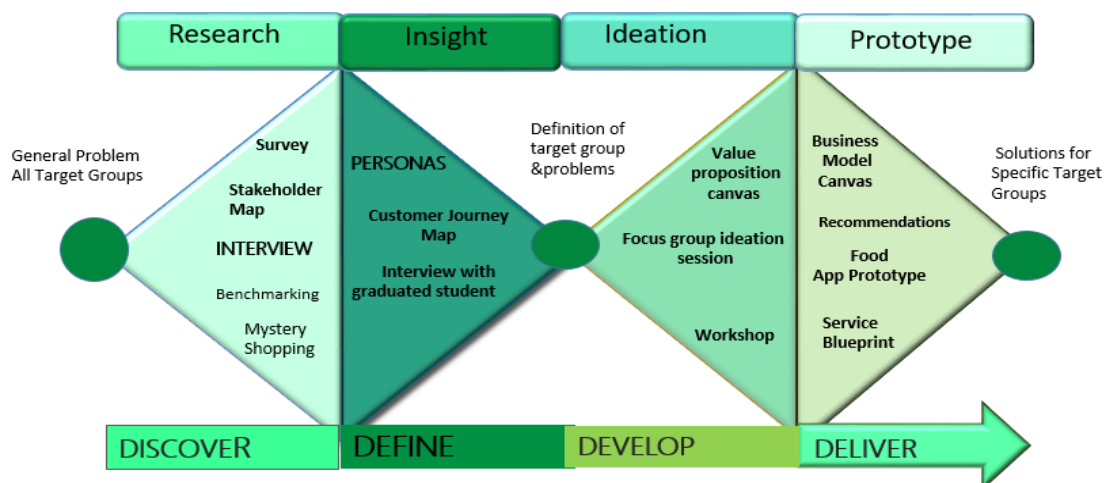 Research
Insight
Ideation
Prototype
General Problem
All Target Groups
Survey
Stakeholder
Map
INTERVIEW
Benchmarking
Mystery
Shopping
PERSONAS
Customer Journey
Map
Interview with
graduated student
Definition of
target group
&problems
Value
proposition
canvas
Focus group ideation
session
Workshop
Business
Model
Canvas
Recommendations
Food
App Prototype
Service
Blueprint
Solutions for
Specific Target
Groups
DISCOVER
DEFINE
DEVELOP
DELIVER